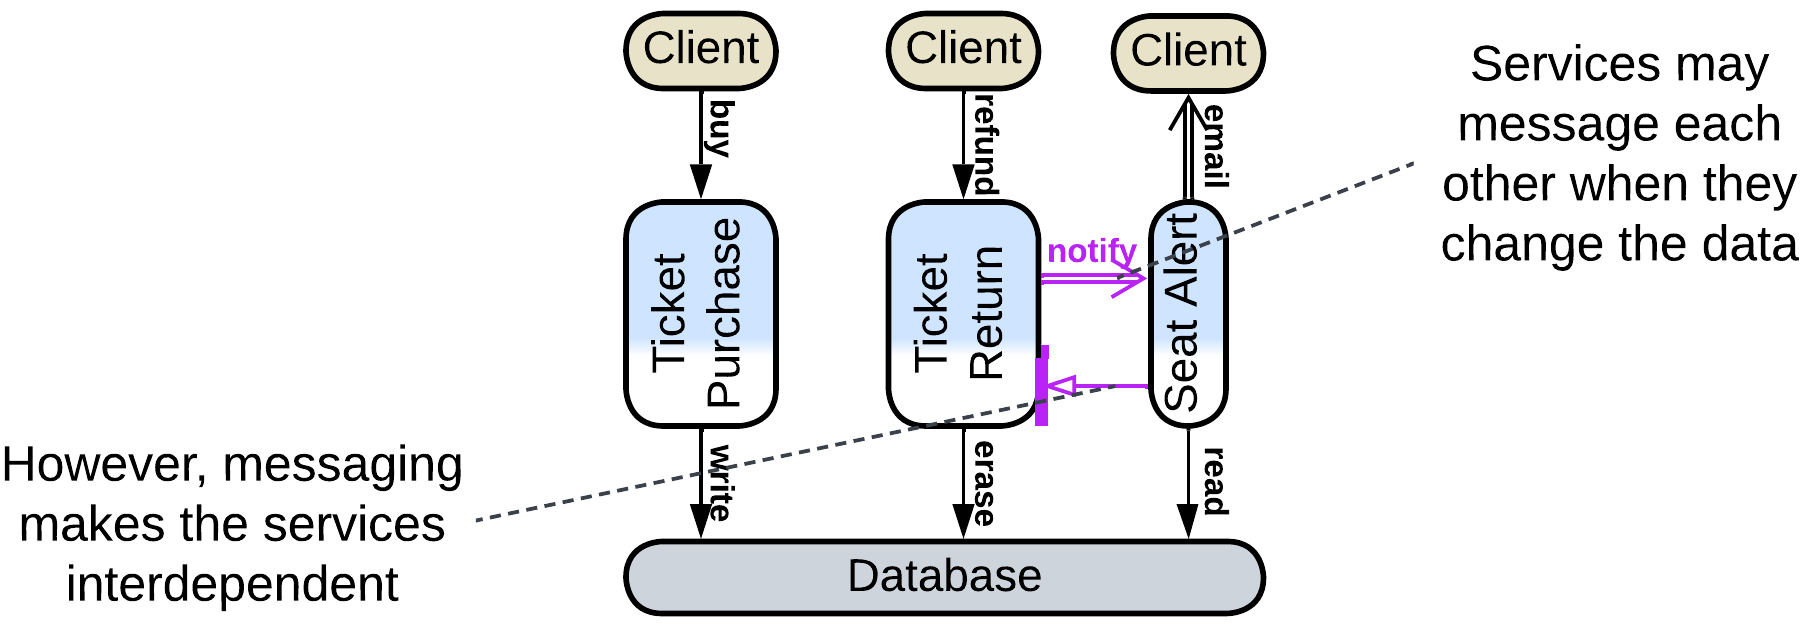 Client
Client
Client
Services may
message each
other when they
change the data
buy
refund
email
Ticket
Purchase
Ticket
Return
notify
Seat Alert
However, messaging
makes the services
interdependent
write
erase
read
Database